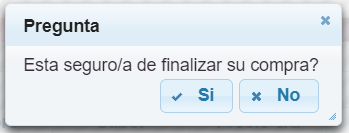 Pregunta
Esta seguro/a de finalizar su compra?
Si No